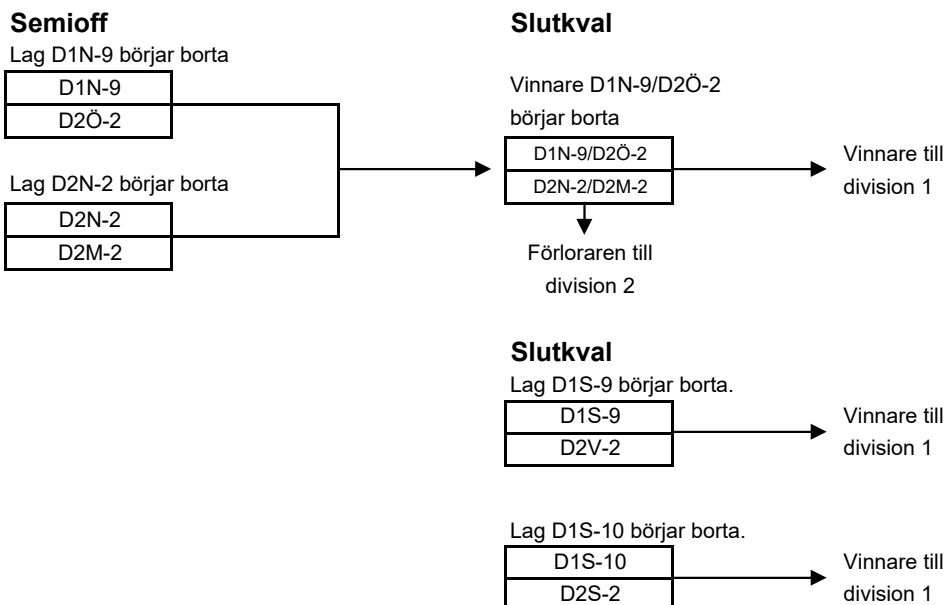 Semioff
Lag D1N-9 börjar borta
D1N-9
D2Ö-2
Lag D2N-2 börjar borta
D2N-2
D2M-2
Slutkval
Vinnare D1N-9/D2Ö-2
börjar borta
D1N-9/D2Ö-2
D2N-2/D2M-2
Vinnare till
division 1
Förloraren till
division 2
Slutkval
Lag D1S-9 börjar borta.
D1S-9
D2V-2
Vinnare till
division 1
Lag D1S-10 börjar borta.
D1S-10
D2S-2
Vinnare till
division 1